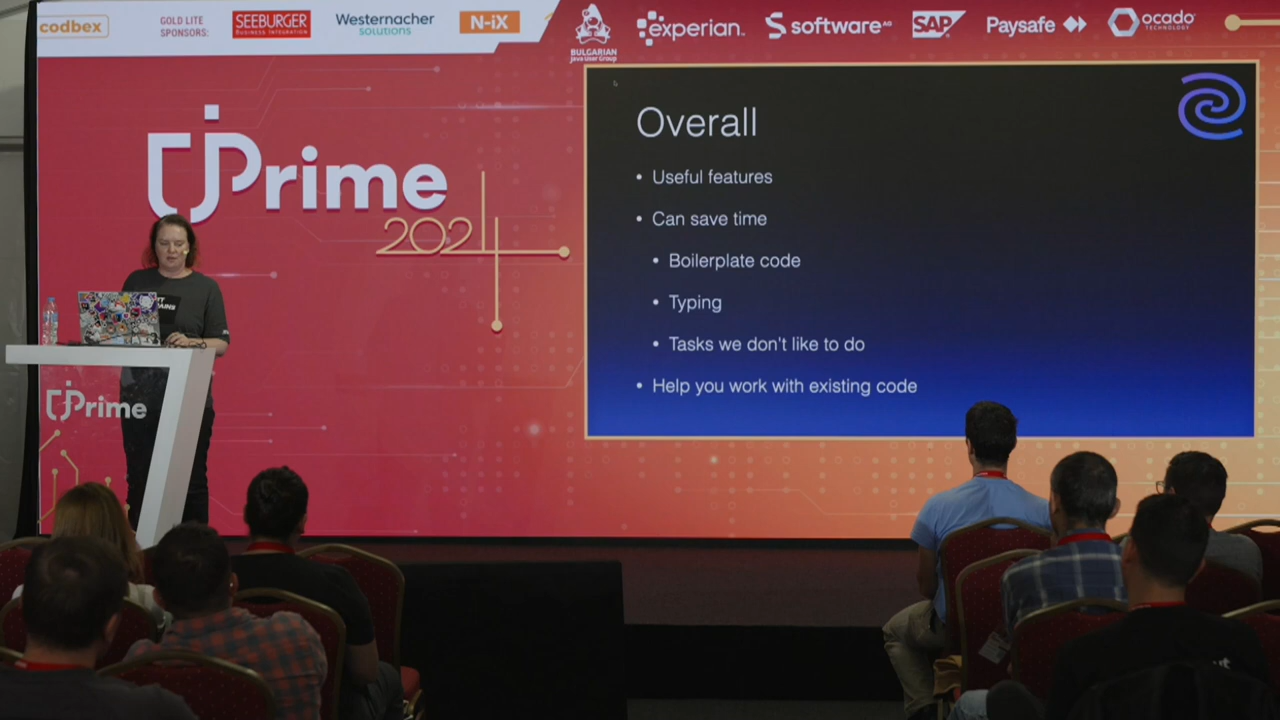 codbex
GOLD LITE
SPONSORS:
SEEBURGER
BUSINESS INTEGRATION
Westernacher
solutions
N-iX
BULGARIAN
Java User Group
experian.
software AG
SAP
Paysafe
ocado
TECHNOLOGY
jPrime
2024
Overall
• Useful features
• Can save time
• Boilerplate code
• Typing
• Tasks we don't like to do
• Help you work with existing code
jPrime